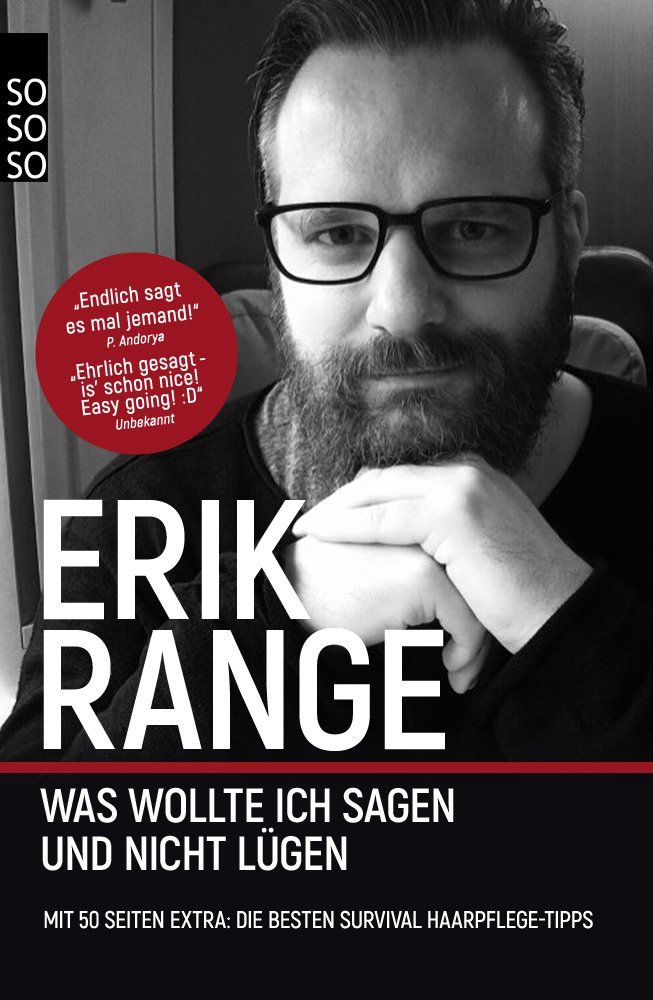 SO
SO
SO
„Endlich sagt
es mal jemand!“
P. Andorya
„Ehrlich gesagt -
is' schon nice!
Easy going! :D“
Unbekannt
ERIK
RANGE
WAS WOLLTE ICH SAGEN
UND NICHT LÜGEN
MIT 50 SEITEN EXTRA: DIE BESTEN SURVIVAL HAARPFLEGE-TIPPS